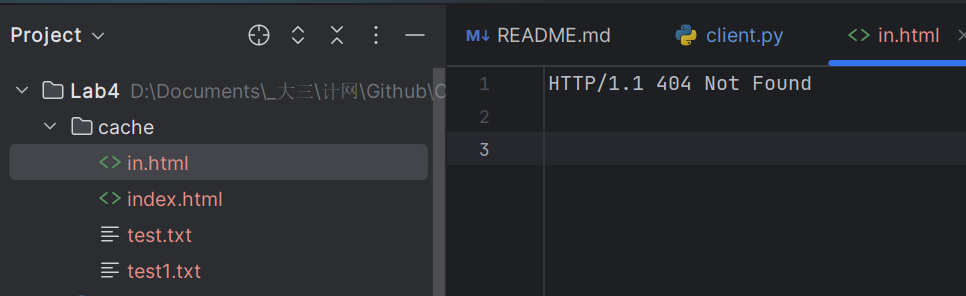 Project
README.md
client.py
in.html
Lab4 D:\Documents\_大三\计网\Github\C
cache
in.html
index.html
test.txt
test1.txt
1 HTTP/1.1 404 Not Found
2
3